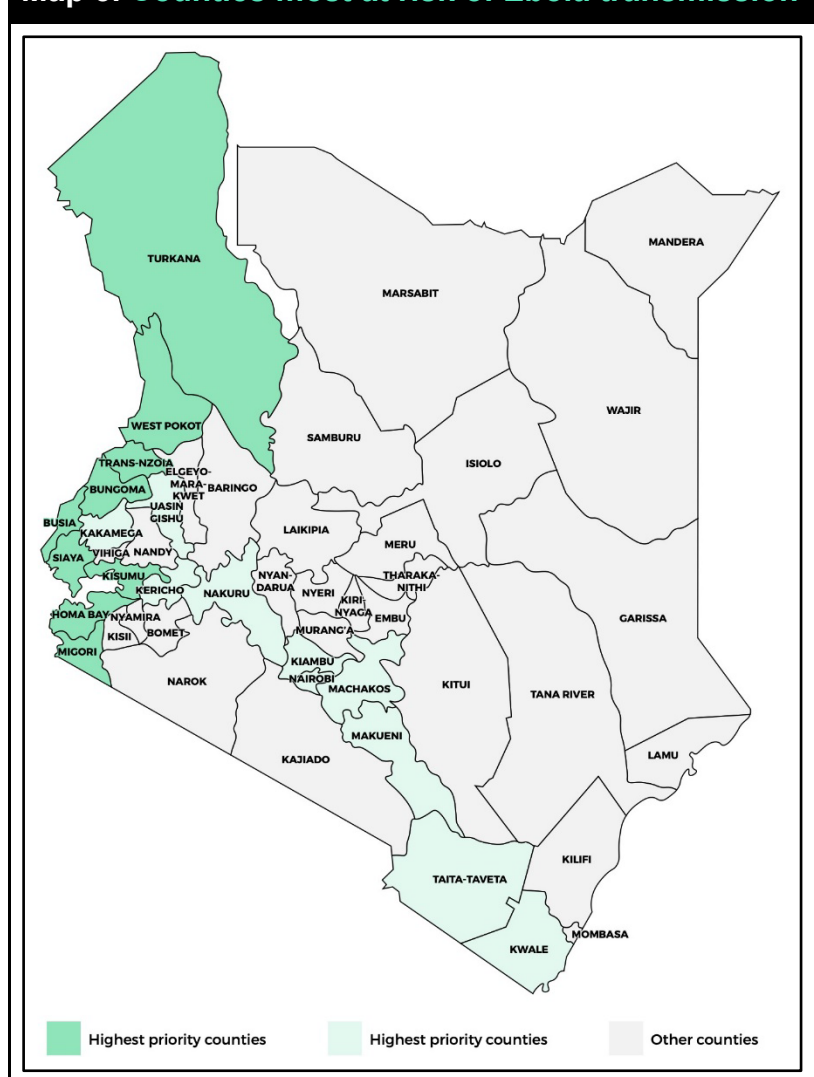 Map 6: Counties most at risk of Ebola transmission
TURKANA
MANDERA
MARSABIT
WAJIR
WEST POKOT
SAMBURU
ISIOLO
TRANS-NZOIA
ELGEYO-
MARA-
KWET
BARINGO
BUNGOMA
UASIN
GISHU
BUSIA
KAKAMEGA
LAIKIPIA
MERU
SIAYA
VIHIGA
NANDY
KISUMU
KERICHO
NAKURU
NYAN-
DARUA
NYERI
THARAKA-
NITHI
KIRI-
NYAGA
EMBU
HOMA BAY
NYAMIRA
GARISSA
MURANG'A
KISII
BOMET
MIGORI
KIAMBU
NAIROBI
NAROK
MACHAKOS
KITUI
TANA RIVER
MAKUENI
KAJIADO
LAMU
KILIFI
TAITA-TAVETA
MOMBASA
KWALE
Highest priority counties
Highest priority counties
Other counties